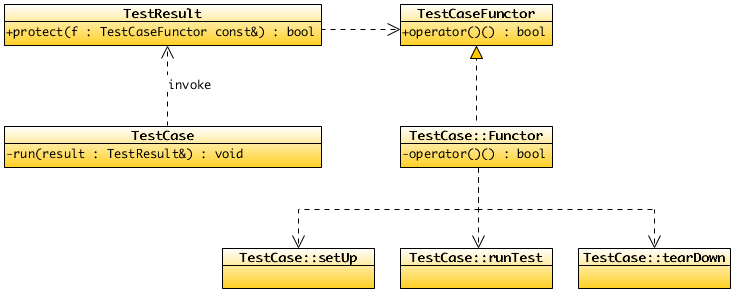 TestResult
+protect(f : TestCaseFunctor const&) : bool
TestCaseFunctor
+operator()() : bool
invoke
TestCase
-run(result : TestResult&) : void
TestCase::Functor
-operator()() : bool
TestCase::setUp
TestCase::runTest
TestCase::tearDown